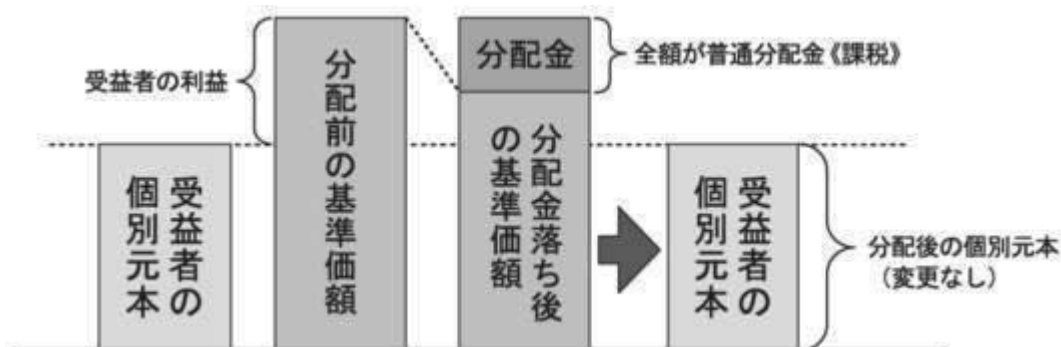 受益者の利益
受益者の
個別元本
分配前の基準価額
分配金
全額が普通分配金《課税》
分配金落ち後
の基準価額
受益者の
個別元本
分配後の個別元本
(変更なし)